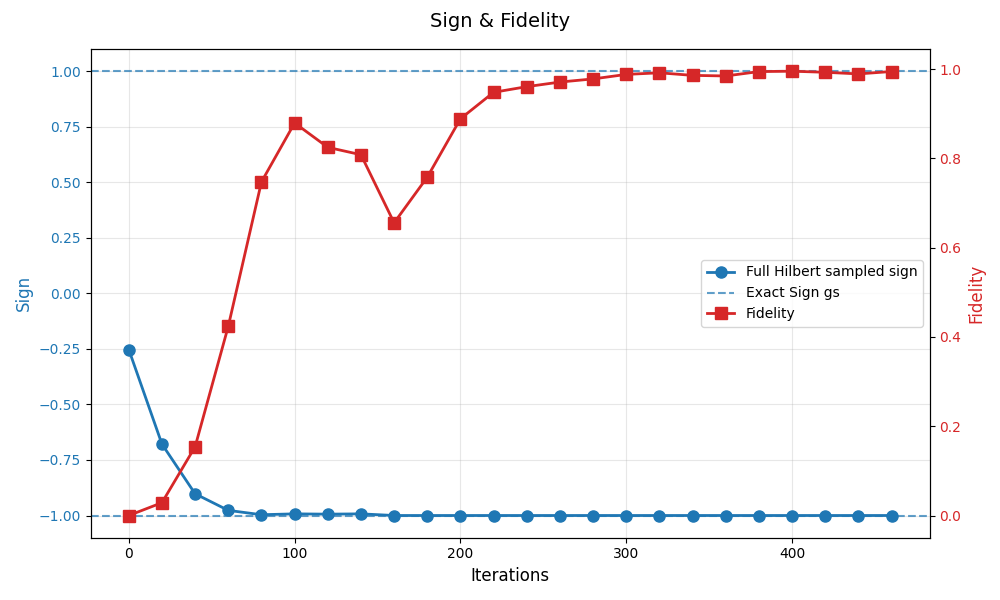 Sign & Fidelity
1.00
0.75
0.50
0.25
0.00
−0.25
−0.50
−0.75
−1.00
Sign
1.0
0.8
0.6
0.4
0.2
0.0
Fidelity
Full Hilbert sampled sign
Exact Sign gs
Fidelity
0
100
200
300
400
Iterations